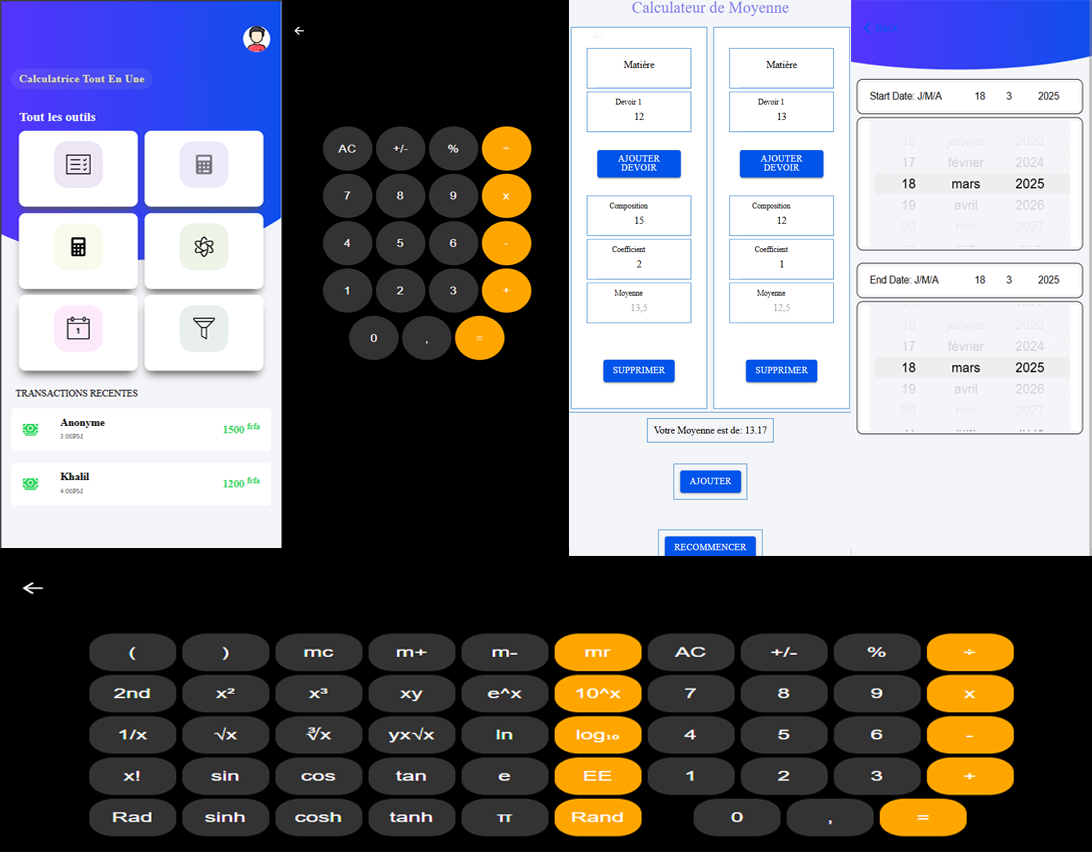 Calculatrice Tout En Une
Tout les outils
1
TRANSACTIONS RECENTES
Anonyme
3:00PM
1500 fcfa
Khalil
4:00PM
1200 fcfa
←
AC +/- % ÷
7 8 9 x
4 5 6 -
1 2 3 +
0 , =
Calculateur de Moyenne
Matière
Devoir 1
12
AJOUTER
DEVOIR
Composition
15
Coefficient
2
Moyenne
13,5
SUPPRIMER
Matière
Devoir 1
13
AJOUTER
DEVOIR
Composition
12
Coefficient
1
Moyenne
12,5
SUPPRIMER
Votre Moyenne est de: 13.17
AJOUTER
RECOMMENCER
Back
Start Date: J/M/A 18 3 2025
16 janvier 2023
17 février 2024
18 mars 2025
19 avril 2026
20 mai 2027
End Date: J/M/A 18 3 2025
16 janvier 2023
17 février 2024
18 mars 2025
19 avril 2026
20 mai 2027
←
( ) mc m+ m- mr AC +/- % ÷
2nd x² x³ xy e^x 10^x 7 8 9 x
1/x √x ∛x yx√x ln log₁₀ 4 5 6 -
x! sin cos tan e EE 1 2 3 +
Rad sinh cosh tanh π Rand 0 , =